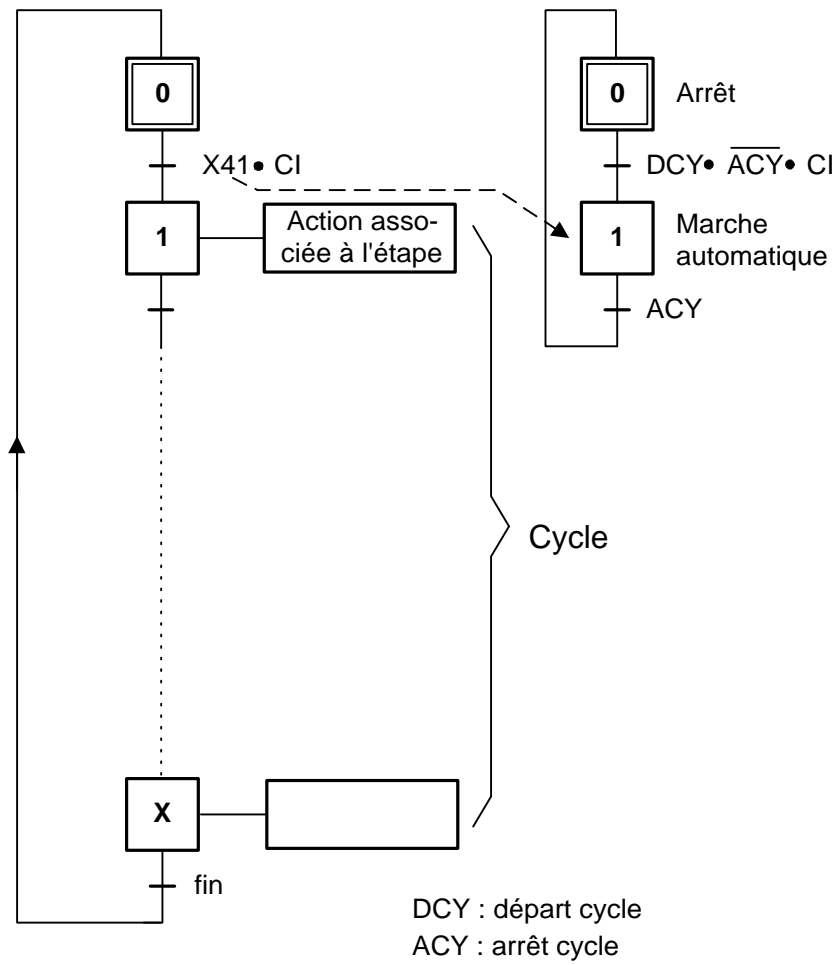 0
X41• CI
1
Action asso-
ciée à l'étape
X
fin
Cycle
0
Arrêt
DCY• A̅C̅Y̅• CI
1
Marche
automatique
ACY
DCY : départ cycle
ACY : arrêt cycle